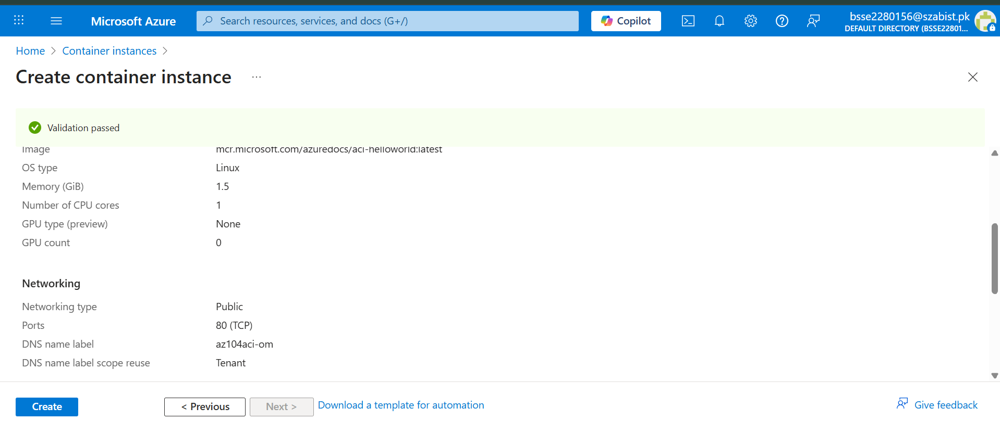 Microsoft Azure
Search resources, services, and docs (G+/)
Copilot
bsse2280156@szabist.pk
DEFAULT DIRECTORY (BSSE22801...
Home > Container instances >
Create container instance ...
Validation passed
Image mcr.microsoft.com/azuredocs/aci-helloworld:latest
OS type Linux
Memory (GiB) 1.5
Number of CPU cores 1
GPU type (preview) None
GPU count 0
Networking
Networking type Public
Ports 80 (TCP)
DNS name label az104aci-om
DNS name label scope reuse Tenant
Create < Previous Next > Download a template for automation Give feedback